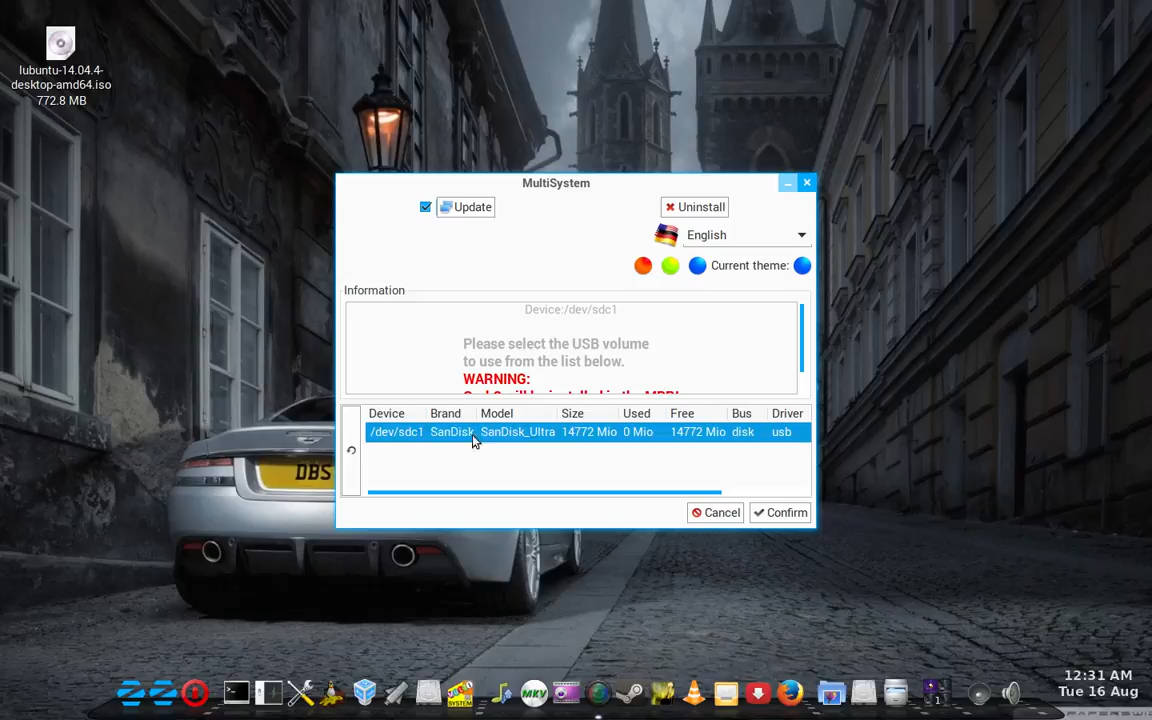 lubuntu-14.04.4-
desktop-amd64.iso
772.8 MB
MultiSystem
Update
Uninstall
English
Current theme:
Information
Device:/dev/sdc1
Please select the USB volume
to use from the list below.
WARNING:
Device Brand Model Size Used Free Bus Driver
/dev/sdc1 SanDisk SanDisk_Ultra 14772 Mio 0 Mio 14772 Mio disk usb
Cancel
Confirm
DBS
MKV
SYSTEM
12:31 AM
Tue 16 Aug